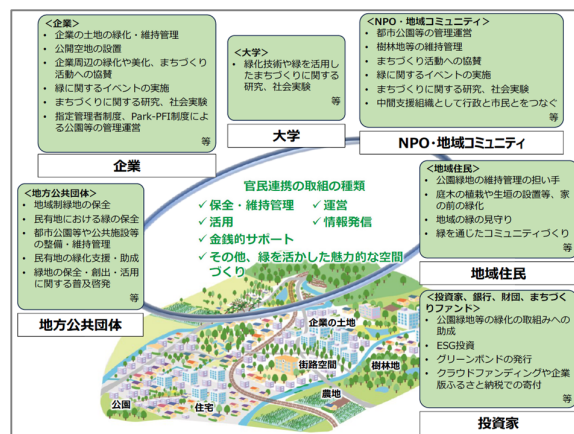 <企業>
• 企業の土地の緑化・維持管理
• 公開空地の設置
• 企業周辺の緑化や美化、まちづくり
活動への協賛
• 緑に関するイベントの実施
• まちづくりに関する研究、社会実験
• 指定管理者制度、Park-PFI制度によ
る公園等の管理運営
等
企業
<大学>
• 緑化技術や緑を活用し
たまちづくりに関する
研究、社会実験
等
大学
<NPO・地域コミュニティ>
• 都市公園等の管理運営
• 樹林地等の維持管理
• まちづくり活動への協賛
• 緑に関するイベントの実施
• まちづくりに関する研究、社会実験
• 中間支援組織として行政と市民とをつなぐ
等
NPO・地域コミュニティ
<地方公共団体>
• 地域制緑地の保全
• 民有地における緑の保全
• 都市公園等や公共施設等
の整備・維持管理
• 民有地の緑化支援・助成
• 緑地の保全・創出・活用
に関する普及啓発
等
地方公共団体
官民連携の取組の種類
✓ 保全・維持管理
✓ 運営
✓ 活用
✓ 情報発信
✓ 金銭的サポート
✓ その他、緑を活かした魅力的な空間
づくり
<地域住民>
• 公園緑地の維持管理の担い手
• 庭木の植栽や生垣の設置等、家
の前の緑化
• 地域の緑の見守り
• 緑を通じたコミュニティづくり
等
地域住民
<投資家、銀行、財団、まちづく
りファンド>
• 公園緑地等の緑化の取組みへの
助成
• ESG投資
• グリーンボンドの発行
• クラウドファンディングや企業
版ふるさと納税での寄付
等
投資家
企業の土地
街路空間
樹林地
農地
公園
住宅